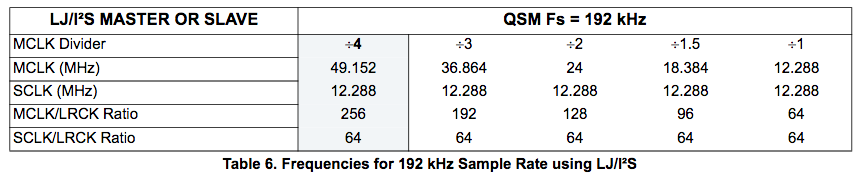 LJ/I²S MASTER OR SLAVE QSM Fs = 192 kHz
MCLK Divider ÷4 ÷3 ÷2 ÷1.5 ÷1
MCLK (MHz) 49.152 36.864 24 18.384 12.288
SCLK (MHz) 12.288 12.288 12.288 12.288 12.288
MCLK/LRCK Ratio 256 192 128 96 64
SCLK/LRCK Ratio 64 64 64 64 64
Table 6. Frequencies for 192 kHz Sample Rate using LJ/I²S